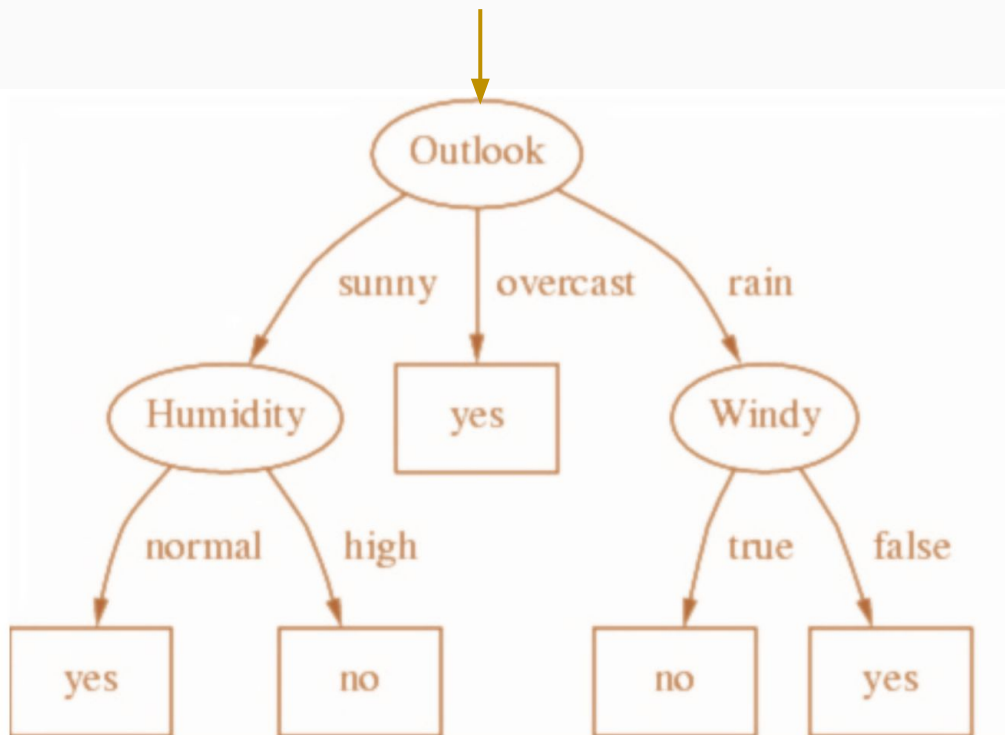 Outlook
sunny overcast rain
Humidity yes Windy
normal high true false
yes no no yes